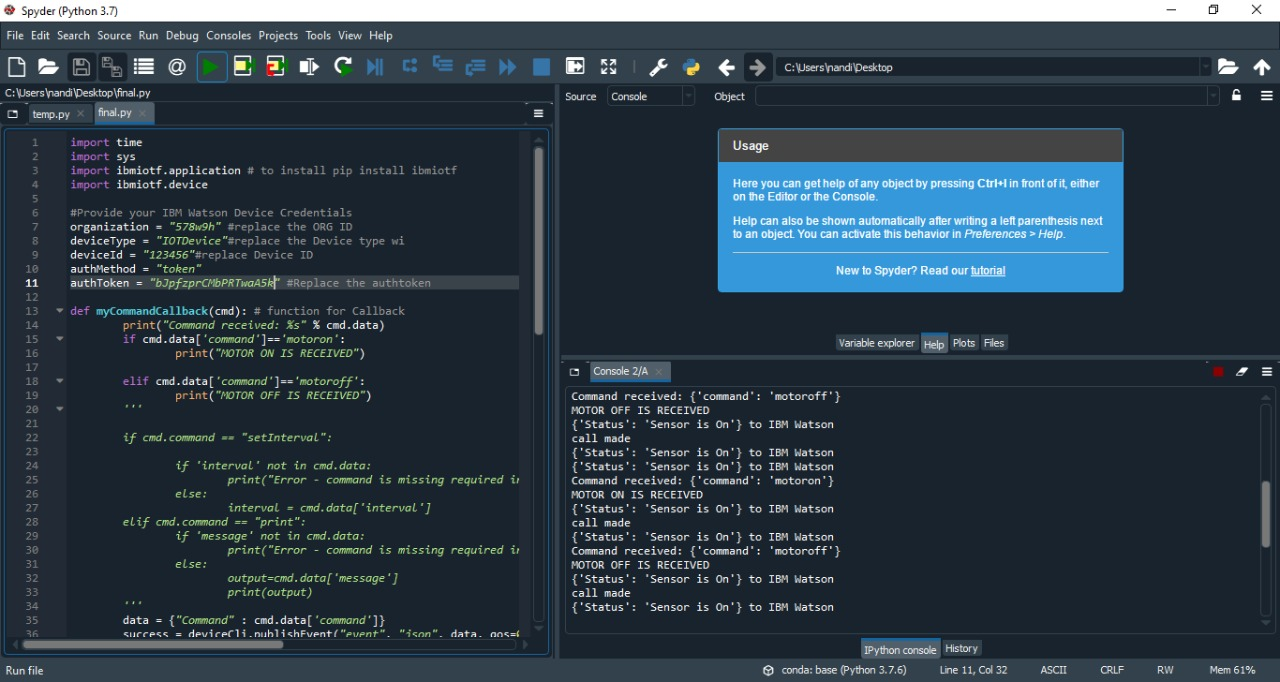 Spyder (Python 3.7)
File Edit Search Source Run Debug Consoles Projects Tools View Help
C:\Users\nandi\Desktop
C:\Users\nandi\Desktop\final.py
temp.py final.py
1 import time
2 import sys
3 import ibmiotf.application # to install pip install ibmiotf
4 import ibmiotf.device
5
6 #Provide your IBM Watson Device Credentials
7 organization = "578w9h" #replace the ORG ID
8 deviceType = "IOTDevice"#replace the Device type wi
9 deviceId = "123456"#replace Device ID
10 authMethod = "token"
11 authToken = "bJpfzprCMbPRTwaA5k" #Replace the authtoken
12
13 def myCommandCallback(cmd): # function for Callback
14 print("Command received: %s" % cmd.data)
15 if cmd.data['command']=='motoron':
16 print("MOTOR ON IS RECEIVED")
17
18 elif cmd.data['command']=='motoroff':
19 print("MOTOR OFF IS RECEIVED")
20 '''
21
22 if cmd.command == "setInterval":
23
24 if 'interval' not in cmd.data:
25 print("Error - command is missing required in
26 else:
27 interval = cmd.data['interval']
28 elif cmd.command == "print":
29 if 'message' not in cmd.data:
30 print("Error - command is missing required in
31 else:
32 output=cmd.data['message']
33 print(output)
34 '''
35 data = {"Command" : cmd.data['command']}
36 success = deviceCli.publishEvent("event", "json", data, qos=0
Source Console Object
Usage
Here you can get help of any object by pressing Ctrl+I in front of it, either
on the Editor or the Console.
Help can also be shown automatically after writing a left parenthesis next
to an object. You can activate this behavior in Preferences > Help.
New to Spyder? Read our tutorial
Variable explorer Help Plots Files
Console 2/A
Command received: {'command': 'motoroff'}
MOTOR OFF IS RECEIVED
{'Status': 'Sensor is On'} to IBM Watson
call made
{'Status': 'Sensor is On'} to IBM Watson
{'Status': 'Sensor is On'} to IBM Watson
Command received: {'command': 'motoron'}
MOTOR ON IS RECEIVED
{'Status': 'Sensor is On'} to IBM Watson
call made
{'Status': 'Sensor is On'} to IBM Watson
Command received: {'command': 'motoroff'}
MOTOR OFF IS RECEIVED
{'Status': 'Sensor is On'} to IBM Watson
call made
{'Status': 'Sensor is On'} to IBM Watson
IPython console History
Run file conda: base (Python 3.7.6) Line 11, Col 32 ASCII CRLF RW Mem 61%